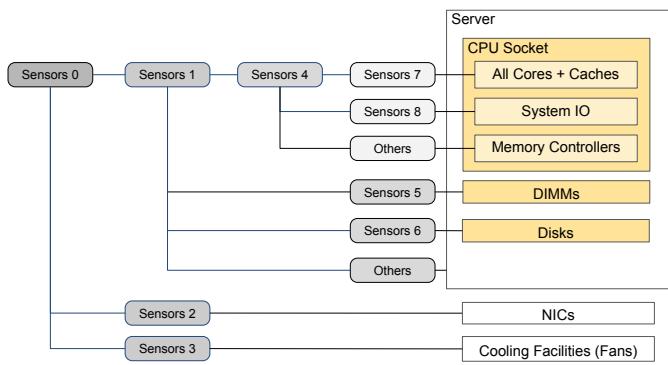 Server
CPU Socket
Sensors 0
Sensors 1
Sensors 4
Sensors 7
All Cores + Caches
Sensors 8
System IO
Others
Memory Controllers
Sensors 5
DIMMs
Sensors 6
Disks
Others
Sensors 2
NICs
Sensors 3
Cooling Facilities (Fans)